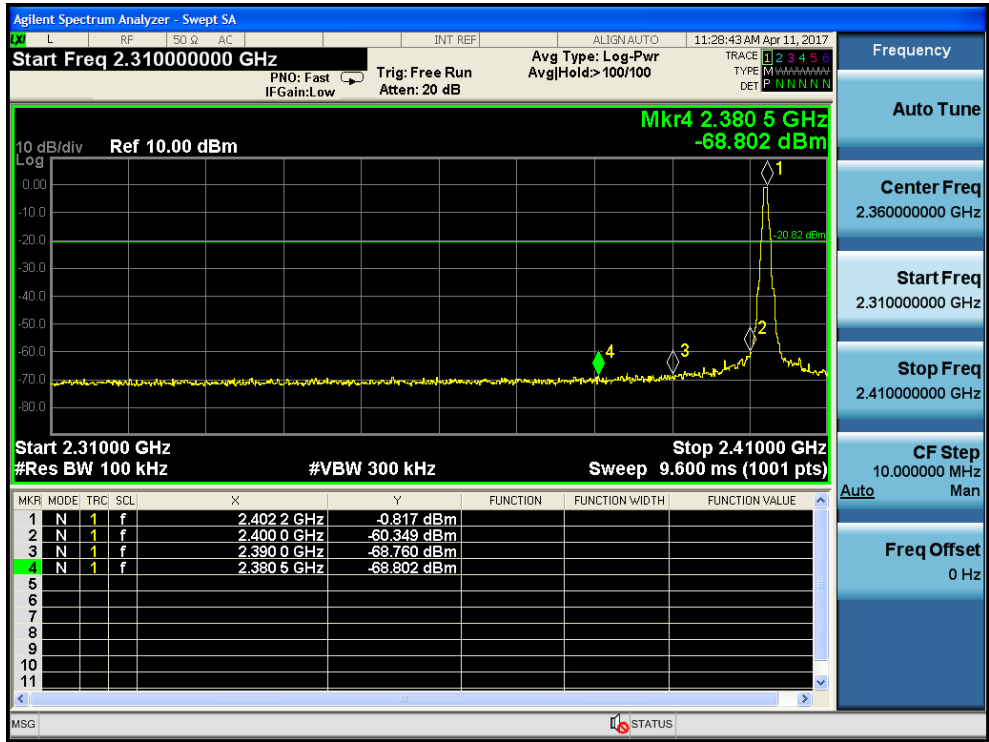 Agilent Spectrum Analyzer - Swept SA
LXI L RF 50 Ω AC INT REF ALIGN AUTO 11:28:43 AM Apr 11, 2017
Start Freq 2.310000000 GHz
PNO: Fast
IFGain:Low
Trig: Free Run
Atten: 20 dB
Avg Type: Log-Pwr
Avg|Hold:> 100/100
TRACE 1 2 3 4 5 6
TYPE M W W W W W
DET P N N N N N
Mkr4 2.380 5 GHz
-68.802 dBm
10 dB/div Ref 10.00 dBm
Log
0.00
-10.0
-20.0
-30.0
-40.0
-50.0
-60.0
-70.0
-80.0
1
-20.82 dBm
2
3
4
Start 2.31000 GHz Stop 2.41000 GHz
#Res BW 100 kHz #VBW 300 kHz Sweep 9.600 ms (1001 pts)
MKR MODE TRC SCL X Y FUNCTION FUNCTION WIDTH FUNCTION VALUE
1 N 1 f 2.402 2 GHz -0.817 dBm
2 N 1 f 2.400 0 GHz -60.349 dBm
3 N 1 f 2.390 0 GHz -68.760 dBm
4 N 1 f 2.380 5 GHz -68.802 dBm
5
6
7
8
9
10
11
MSG STATUS
Frequency
Auto Tune
Center Freq
2.360000000 GHz
Start Freq
2.310000000 GHz
Stop Freq
2.410000000 GHz
CF Step
10.000000 MHz
Auto Man
Freq Offset
0 Hz